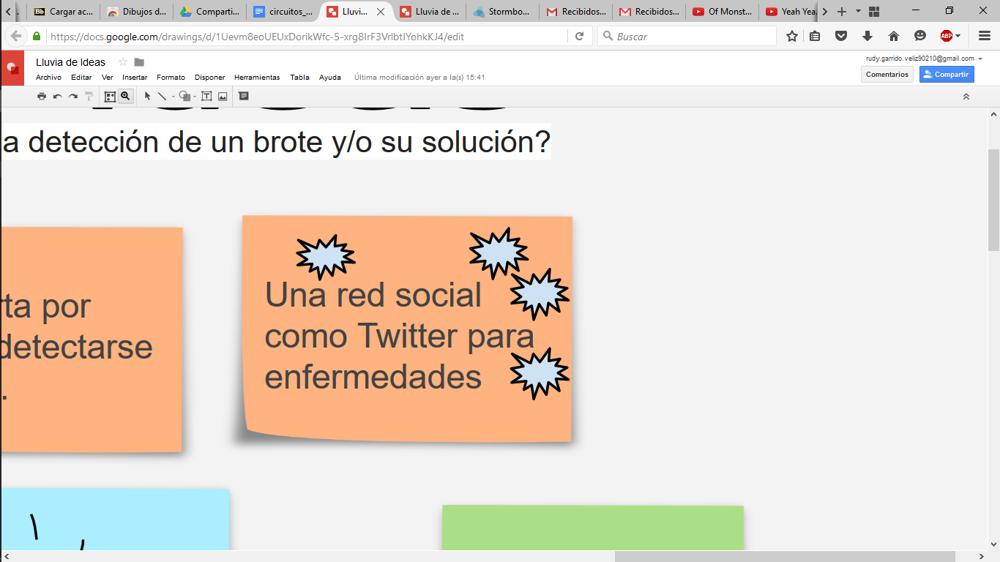 Cargar ac...
Dibujos d...
Comparti...
circuitos_...
Lluvi...
Lluvia de ...
Stormbo...
Recibidos...
Recibidos...
Of Monst...
Yeah Yea.
https://docs.google.com/drawings/d/1Uevm8eoUEUxDorikWfc-5-xrg8IrF3VrlbtIYohkKJ4/edit
Buscar
ABP
Lluvia de Ideas
rudy.garrido.veliz90210@gmail.com
Archivo Editar Ver Insertar Formato Disponer Herramientas Tabla Ayuda Última modificación ayer a la(s) 15:41
Comentarios
Compartir
a detección de un brote y/o su solución?
rta por
detectarse
.
Una red social
como Twitter para
enfermedades